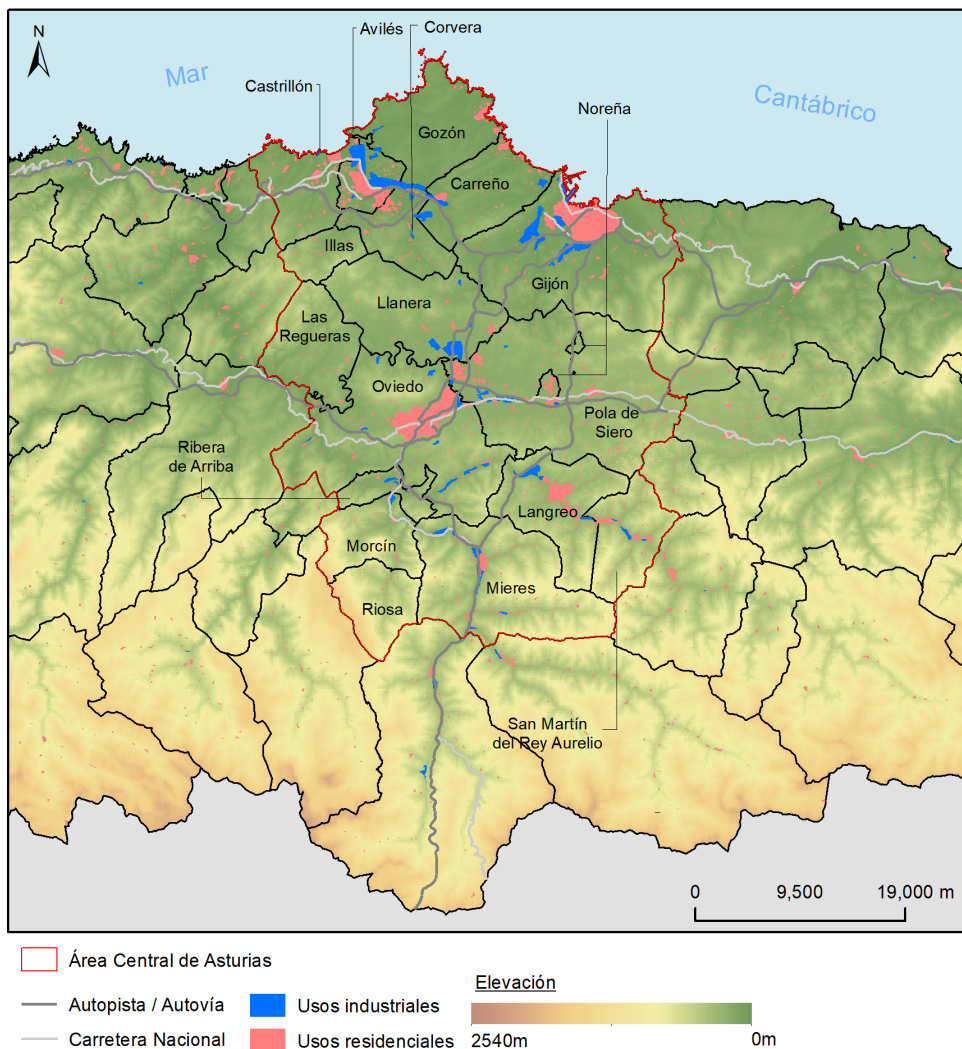 N
Avilés
Corvera
Mar
Castrillón
Cantábrico
Noreña
Gozón
Carreño
Illas
Gijón
Llanera
Las
Regueras
Oviedo
Pola de
Siero
Ribera
de Arriba
Langreo
Morcín
Mieres
Riosa
San Martín
del Rey Aurelio
0 9,500 19,000 m
Área Central de Asturias
Autopista / Autovía
Carretera Nacional
Usos industriales
Usos residenciales
Elevación
2540m 0m